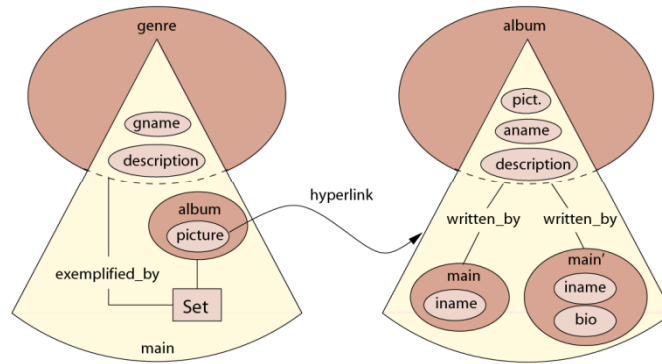 genre
gname
description
album
picture
exemplified_by
Set
main
hyperlink
album
pict.
aname
description
written_by
written_by
main
iname
main'
iname
bio